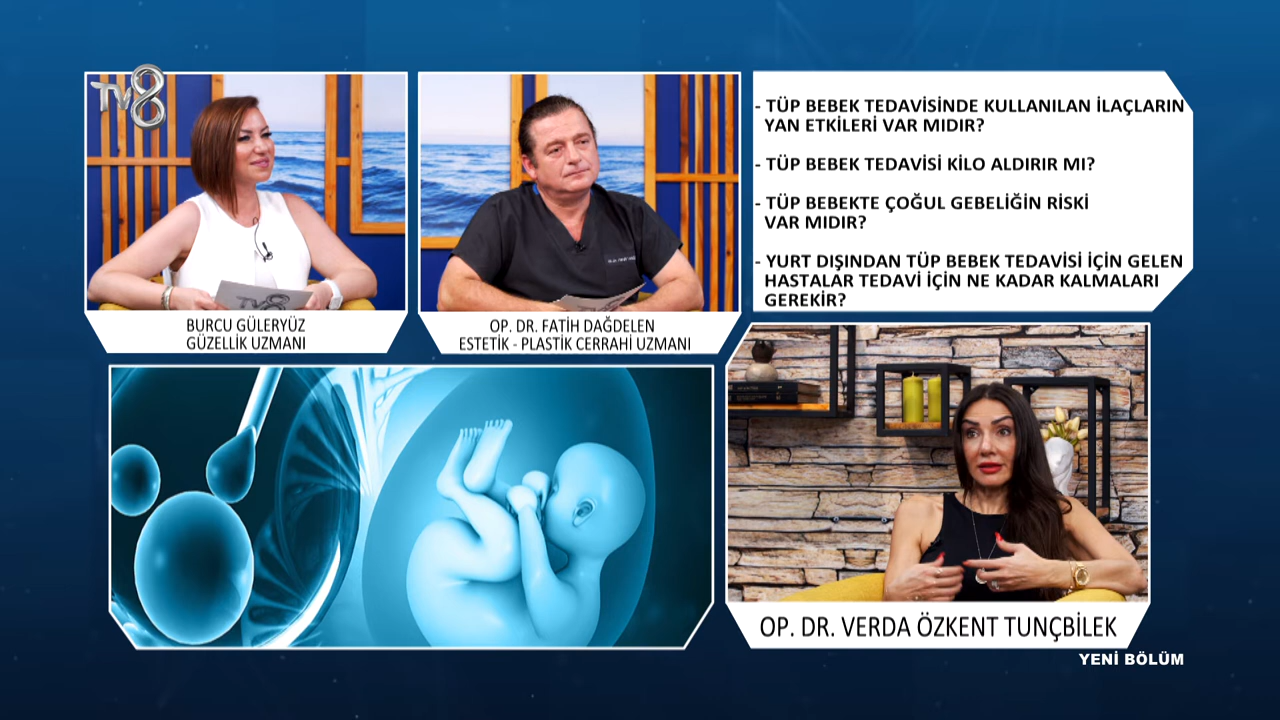 TV8
- TÜP BEBEK TEDAVİSİNDE KULLANILAN İLAÇLARIN
YAN ETKİLERİ VAR MIDIR?
- TÜP BEBEK TEDAVİSİ KİLO ALDIRIR MI?
- TÜP BEBEKTE ÇOĞUL GEBELİĞİN RİSKİ
VAR MIDIR?
- YURT DIŞINDAN TÜP BEBEK TEDAVİSİ İÇİN GELEN
HASTALAR TEDAVİ İÇİN NE KADAR KALMALARI
GEREKİR?
TV8
BURCU GÜLERYÜZ
GÜZELLİK UZMANI
OP. DR. FATİH DAĞDELEN
ESTETİK - PLASTİK CERRAHİ UZMANI
OP. DR. VERDA ÖZKENT TUNÇBİLEK
YENİ BÖLÜM